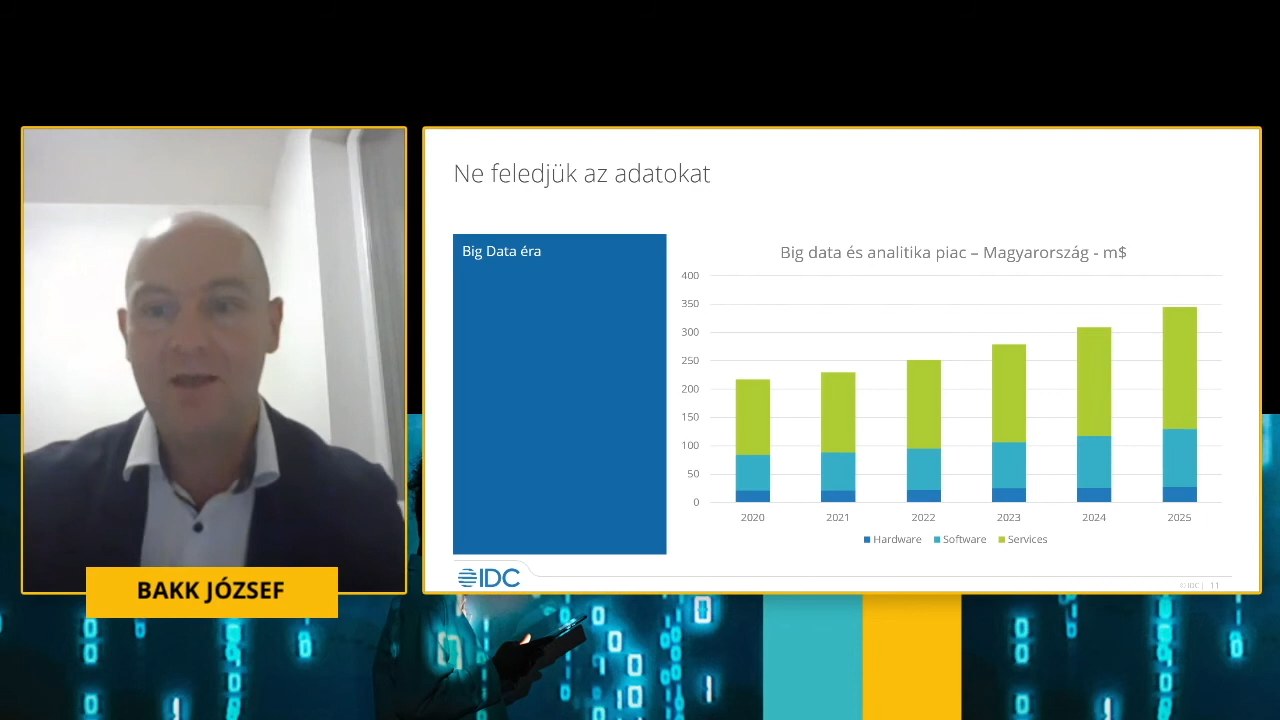 Ne feledjük az adatokat
Big Data éra
Big data és analitika piac – Magyarország - m$
400
350
300
250
200
150
100
50
0
2020 2021 2022 2023 2024 2025
Hardware Software Services
IDC
© IDC | 11
BAKK JÓZSEF